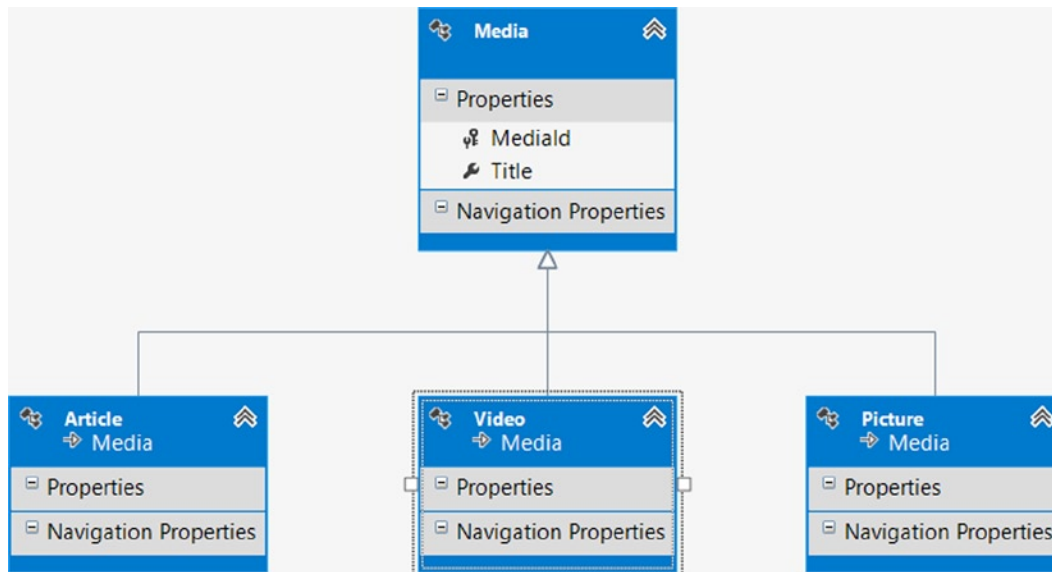 Media
Properties
MediaId
Title
Navigation Properties
Article
Media
Properties
Navigation Properties
Video
Media
Properties
Navigation Properties
Picture
Media
Properties
Navigation Properties